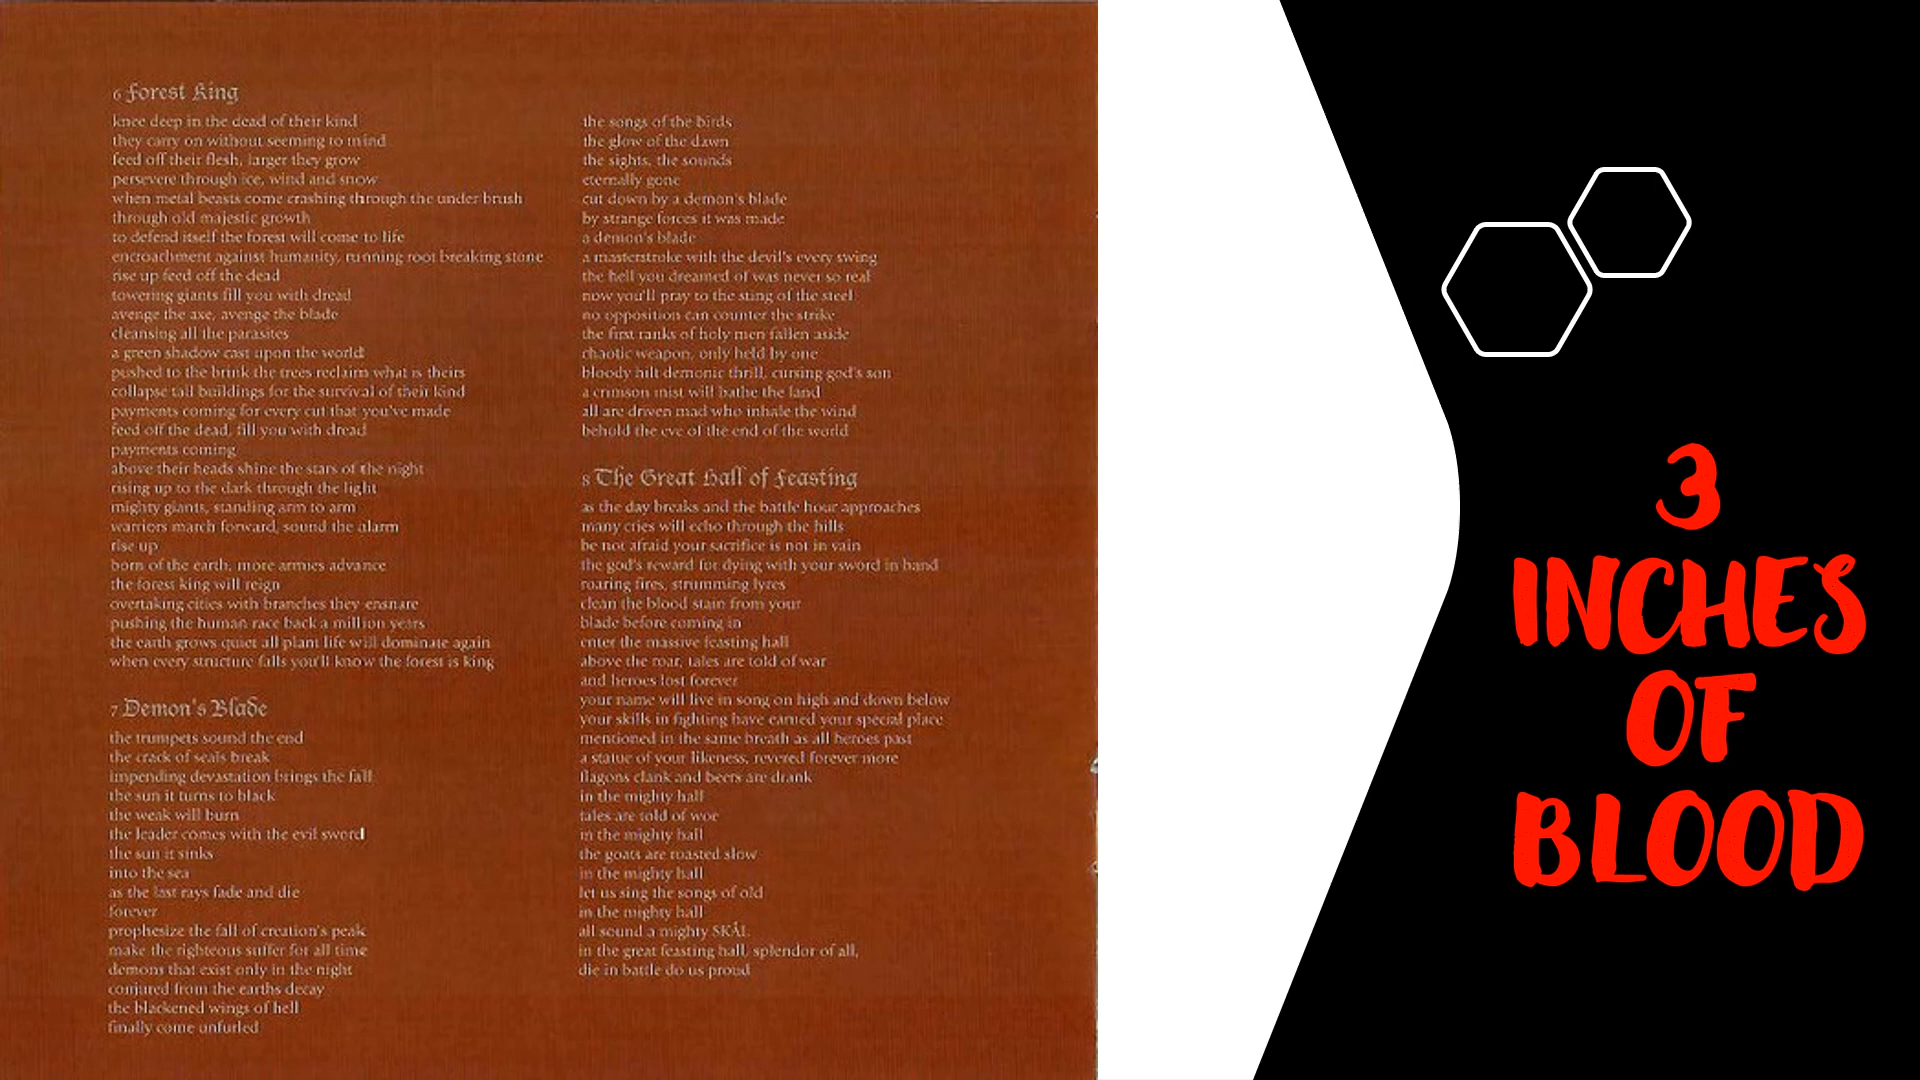 6 Forest King
knee deep in the dead of their kind
they carry on without seeming to mind
feed off their flesh, larger they grow
persevere through ice, wind and snow
when metal beasts come crashing through the under brush
through old majestic growth
to defend itself the forest will come to life
encroachment against humanity, running root breaking stone
rise up feed off the dead
towering giants fill you with dread
avenge the axe, avenge the blade
cleansing all the parasites
a green shadow cast upon the world
pushed to the brink the trees reclaim what is theirs
collapse tall buildings for the survival of their kind
payments coming for every cut that you've made
feed off the dead, fill you with dread
payments coming
above their heads shine the stars of the night
rising up to the dark through the light
mighty giants, standing arm to arm
warriors march forward, sound the alarm
rise up
born of the earth, more armies advance
the forest king will reign
overtaking cities with branches they ensnare
pushing the human race back a million years
the earth grows quiet all plant life will dominate again
when every structure falls you'll know the forest is king
7 Demon's Blade
the trumpets sound the end
the crack of seals break
impending devastation brings the fall
the sun it turns to black
the weak will burn
the leader comes with the evil sword
the sun it sinks
into the sea
as the last rays fade and die
forever
prophesize the fall of creation's peak
make the righteous suffer for all time
demons that exist only in the night
conjured from the earths decay
the blackened wings of hell
finally come unfurled
the songs of the birds
the glow of the dawn
the sights, the sounds
eternally gone
cut down by a demon's blade
by strange forces it was made
a demon's blade
a masterstroke with the devil's every swing
the hell you dreamed of was never so real
now you'll pray to the sting of the steel
no opposition can counter the strike
the first ranks of holy men fallen aside
chaotic weapon, only held by one
bloody hilt demonic thrill, cursing god's son
a crimson mist will bathe the land
all are driven mad who inhale the wind
behold the eve of the end of the world
8 The Great Hall of Feasting
as the day breaks and the battle hour approaches
many cries will echo through the hills
be not afraid your sacrifice is not in vain
the god's reward for dying with your sword in hand
roaring fires, strumming lyres
clean the blood stain from your
blade before coming in
enter the massive feasting hall
above the roar, tales are told of war
and heroes lost forever
your name will live in song on high and down below
your skills in fighting have earned your special place
mentioned in the same breath as all heroes past
a statue of your likeness, revered forever more
flagons clank and beers are drank
in the mighty hall
tales are told of woe
in the mighty hall
the goats are roasted slow
in the mighty hall
let us sing the songs of old
in the mighty hall
all sound a mighty SKÅL
in the great feasting hall, splendor of all,
die in battle do us proud
3
INCHES
OF
BLOOD